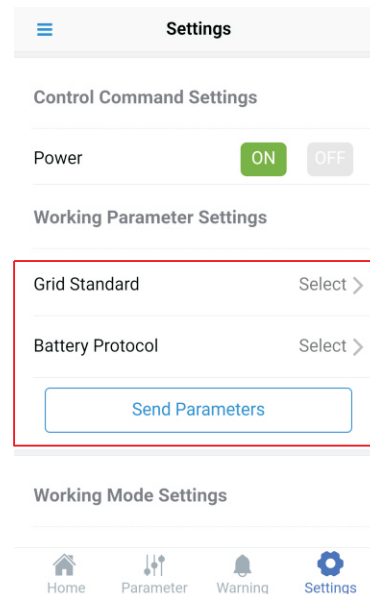 Settings
Control Command Settings
Power ON OFF
Working Parameter Settings
Grid Standard Select
Battery Protocol Select
Send Parameters
Working Mode Settings
Home Parameter Warning Settings